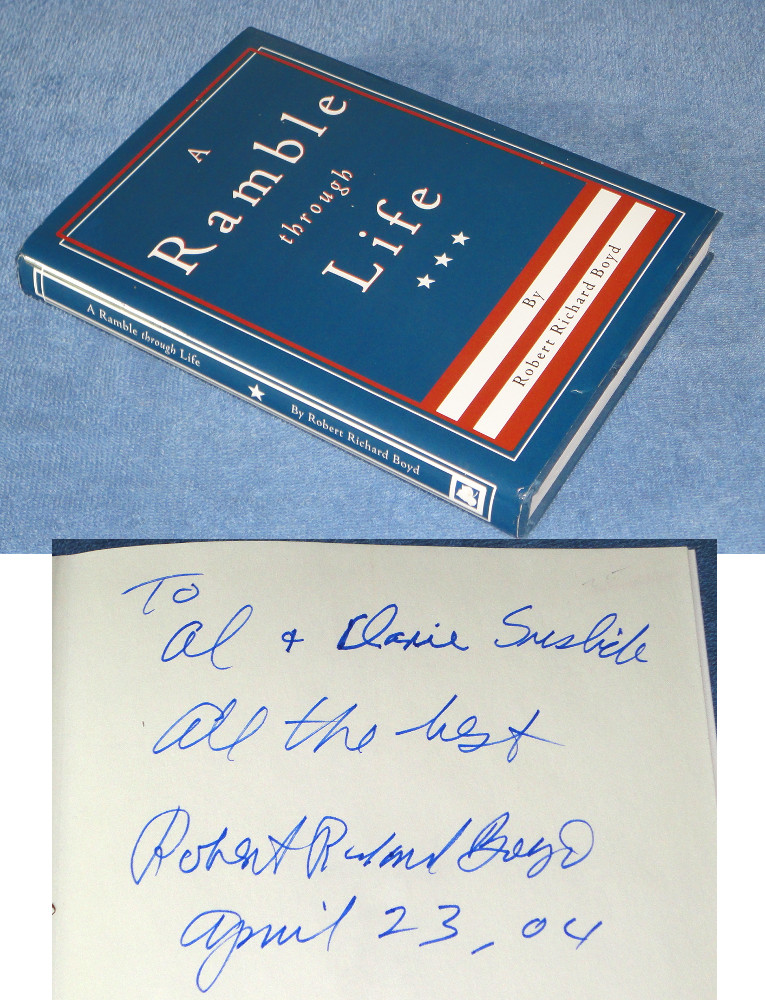 A
Ramble
through
Life
By
Robert Richard Boyd
A Ramble through Life
By Robert Richard Boyd
To
Al &
All the best
Robert Richard Boyd
April 23, 04